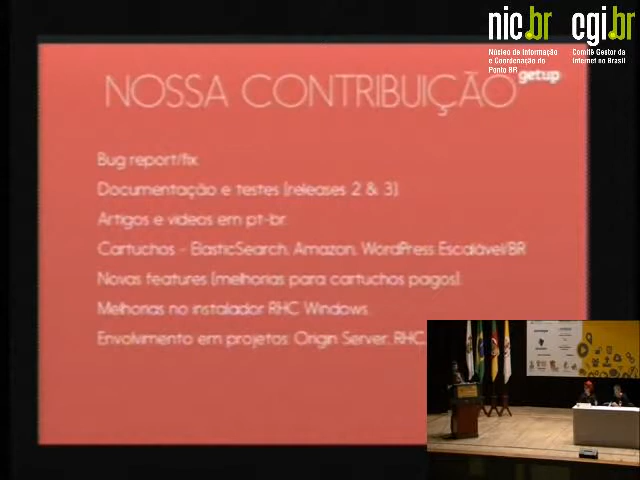 nic.br cgi.br
Núcleo de Informação e Coordenação do Ponto BR
Comitê Gestor da Internet no Brasil
getup
NOSSA CONTRIBUIÇÃO
Bug report/fix.
Documentação e testes (releases 2 & 3).
Artigos e videos em pt-br.
Cartuchos - ElasticSearch, Amazon, WordPress Escalável/BR
Novas features (melhorias para cartuchos pagos).
Melhorias no instalador RHC Windows.
Envolvimento em projetos: Origin Server, RHC,